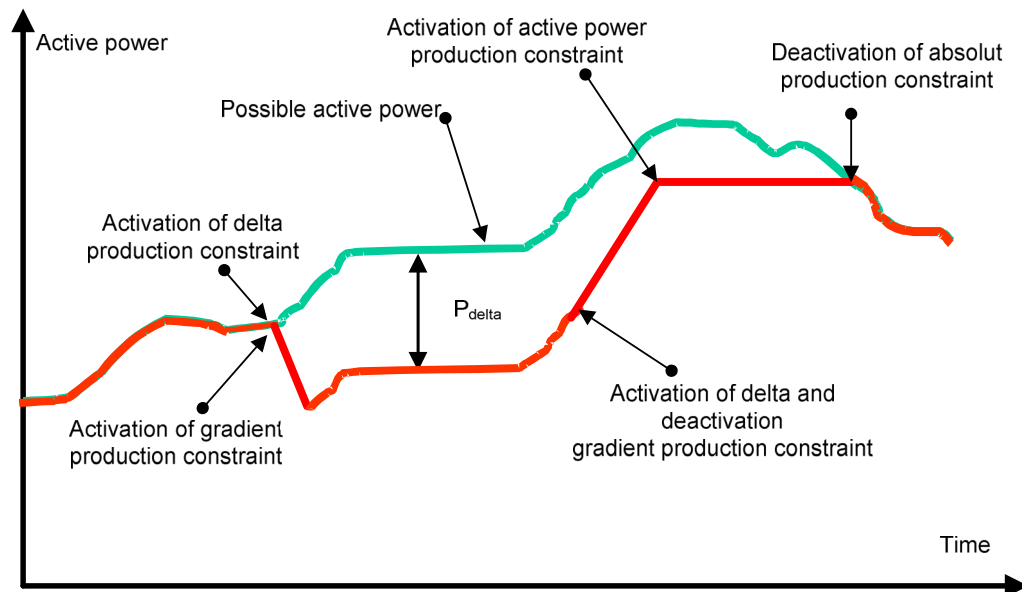 Active power
Activation of active power
production constraint
Deactivation of absolut
production constraint
Possible active power
Activation of delta
production constraint
P delta
Activation of gradient
production constraint
Activation of delta and
deactivation
gradient production constraint
Time